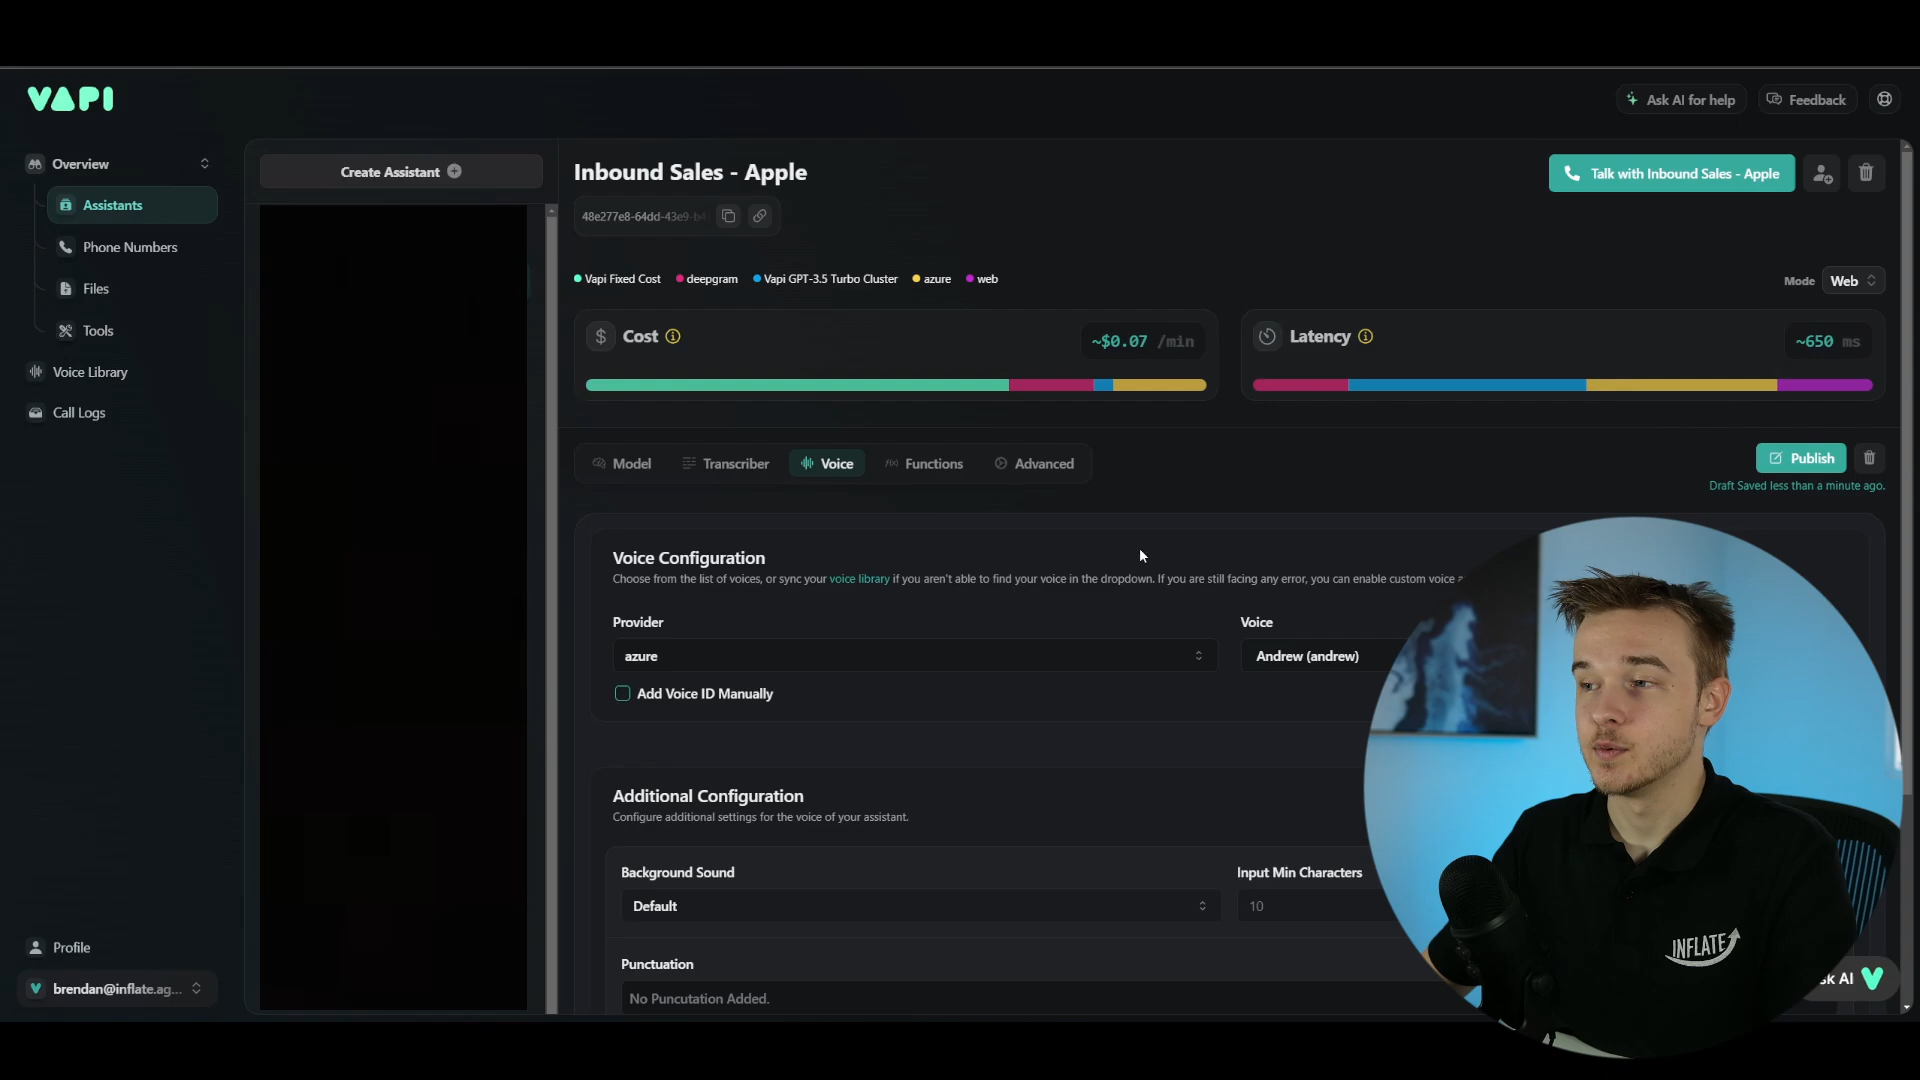 VAPI
Ask AI for help
Feedback
Overview
Assistants
Phone Numbers
Files
Tools
Voice Library
Call Logs
Profile
brendan@inflate.ag...
Create Assistant
Inbound Sales - Apple
Talk with Inbound Sales - Apple
48e277e8-64dd-43e9-b4
Vapi Fixed Cost
deepgram
Vapi GPT-3.5 Turbo Cluster
azure
web
Mode
Web
$ Cost
~$0.07 /min
Latency
~650 ms
Model
Transcriber
Voice
f(x) Functions
Advanced
Publish
Draft Saved less than a minute ago.
Voice Configuration
Choose from the list of voices, or sync your voice library if you aren't able to find your voice in the dropdown. If you are still facing any error, you can enable custom voice a
Provider
Voice
azure
Andrew (andrew)
Add Voice ID Manually
Additional Configuration
Configure additional settings for the voice of your assistant.
Background Sound
Input Min Characters
Default
10
Punctuation
No Puncutation Added.
INFLATE
sk AI